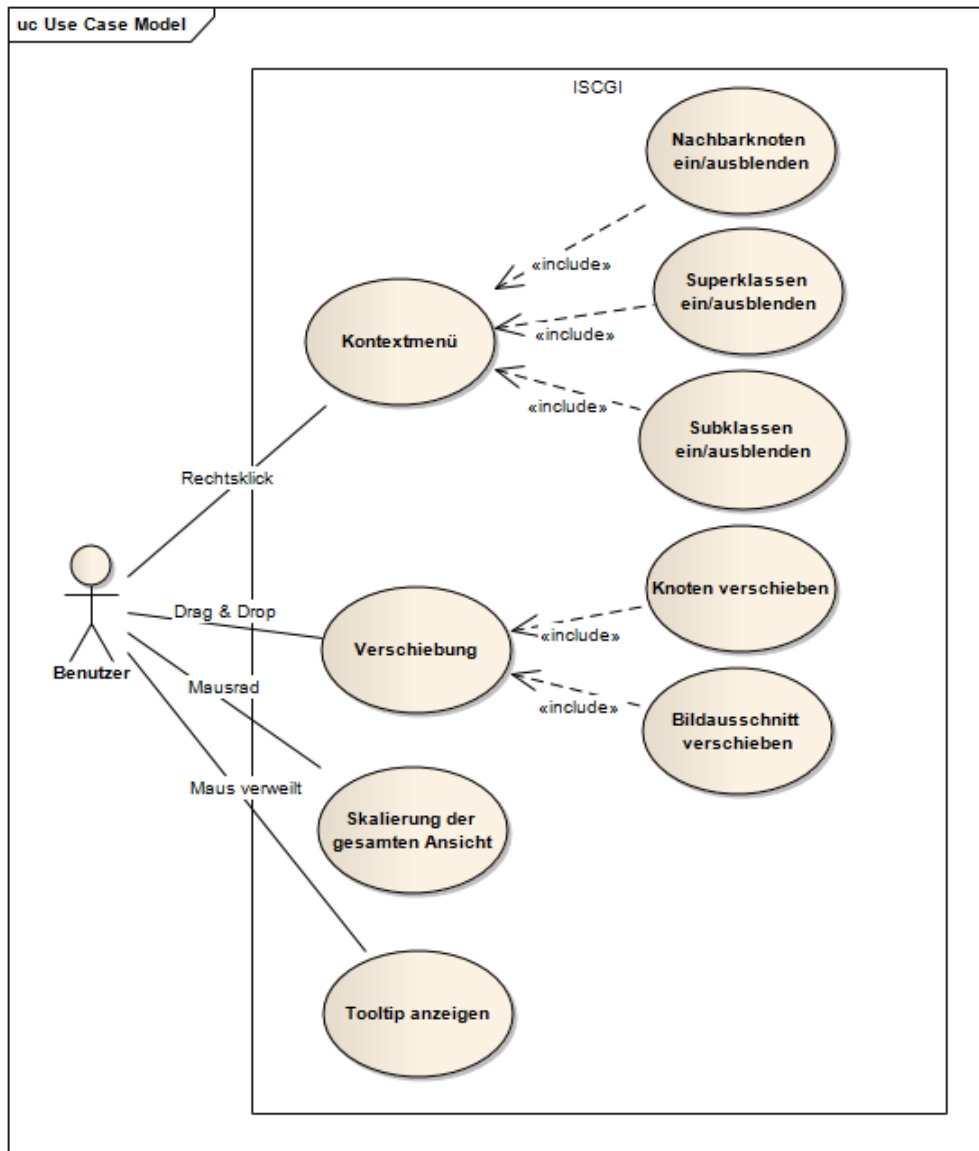 uc Use Case Model
ISCGI
Nachbarknoten
ein/ausblenden
«include»
Superklassen
ein/ausblenden
«include»
Kontextmenü
«include»
Subklassen
ein/ausblenden
Rechtsklick
Knoten verschieben
Drag & Drop
«include»
Verschiebung
Benutzer
Mausrad
«include»
Bildausschnitt
verschieben
Maus verweilt
Skalierung der
gesamten Ansicht
Tooltip anzeigen